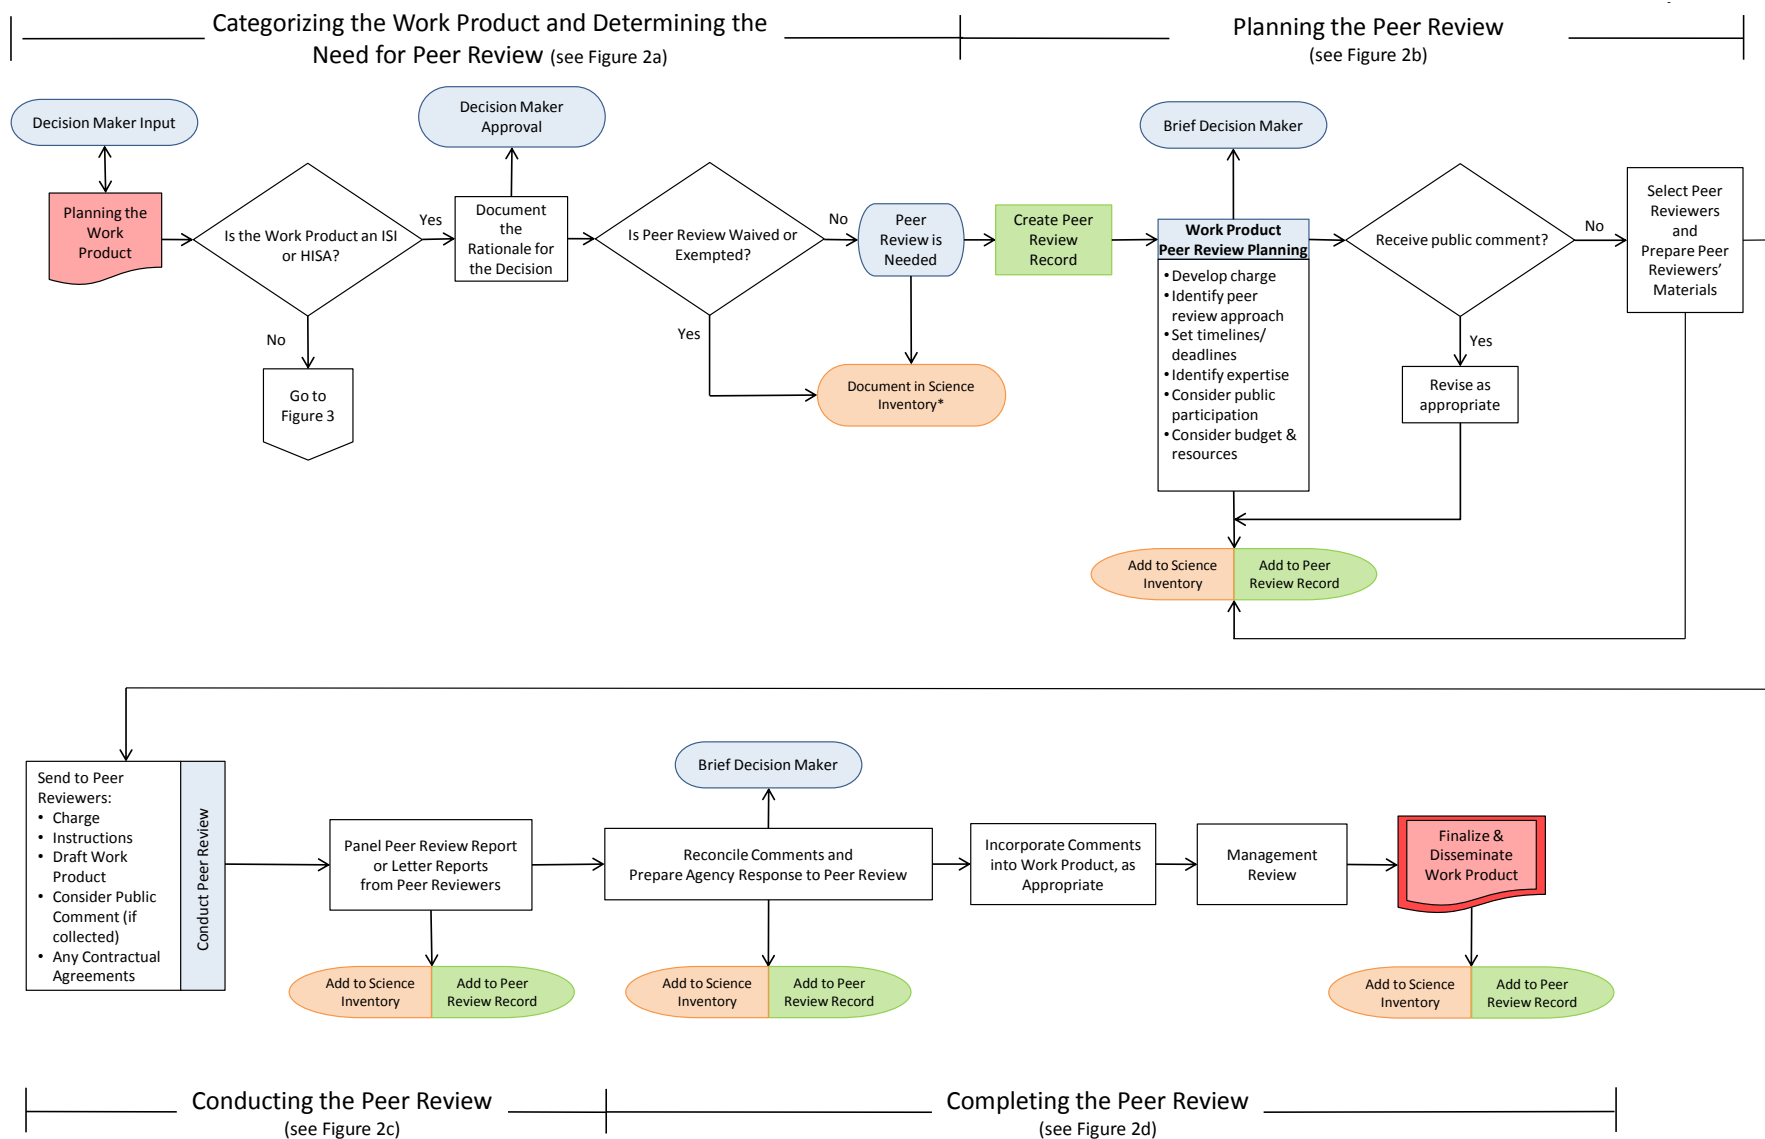 Categorizing the Work Product and Determining the
Need for Peer Review (see Figure 2a)
Planning the Peer Review
(see Figure 2b)
Decision Maker Input
Decision Maker
Approval
Brief Decision Maker
Planning the
Work
Product
Is the Work Product an ISI
or HISA?
Yes
No
Go to
Figure 3
Document
the
Rationale for
the Decision
Is Peer Review Waived or
Exempted?
No
Yes
Peer
Review is
Needed
Document in Science
Inventory*
Create Peer
Review
Record
Work Product
Peer Review Planning
• Develop charge
• Identify peer
review approach
• Set timelines/
deadlines
• Identify expertise
• Consider public
participation
• Consider budget &
resources
Receive public comment?
No
Yes
Revise as
appropriate
Select Peer
Reviewers
and
Prepare Peer
Reviewers'
Materials
Add to Science
Inventory
Add to Peer
Review Record
Send to Peer
Reviewers:
• Charge
• Instructions
• Draft Work
Product
• Consider Public
Comment (if
collected)
• Any Contractual
Agreements
Conduct Peer Review
Panel Peer Review Report
or Letter Reports
from Peer Reviewers
Add to Science
Inventory
Add to Peer
Review Record
Brief Decision Maker
Reconcile Comments and
Prepare Agency Response to Peer Review
Add to Science
Inventory
Add to Peer
Review Record
Incorporate Comments
into Work Product, as
Appropriate
Management
Review
Finalize &
Disseminate
Work Product
Add to Science
Inventory
Add to Peer
Review Record
Conducting the Peer Review
(see Figure 2c)
Completing the Peer Review
(see Figure 2d)